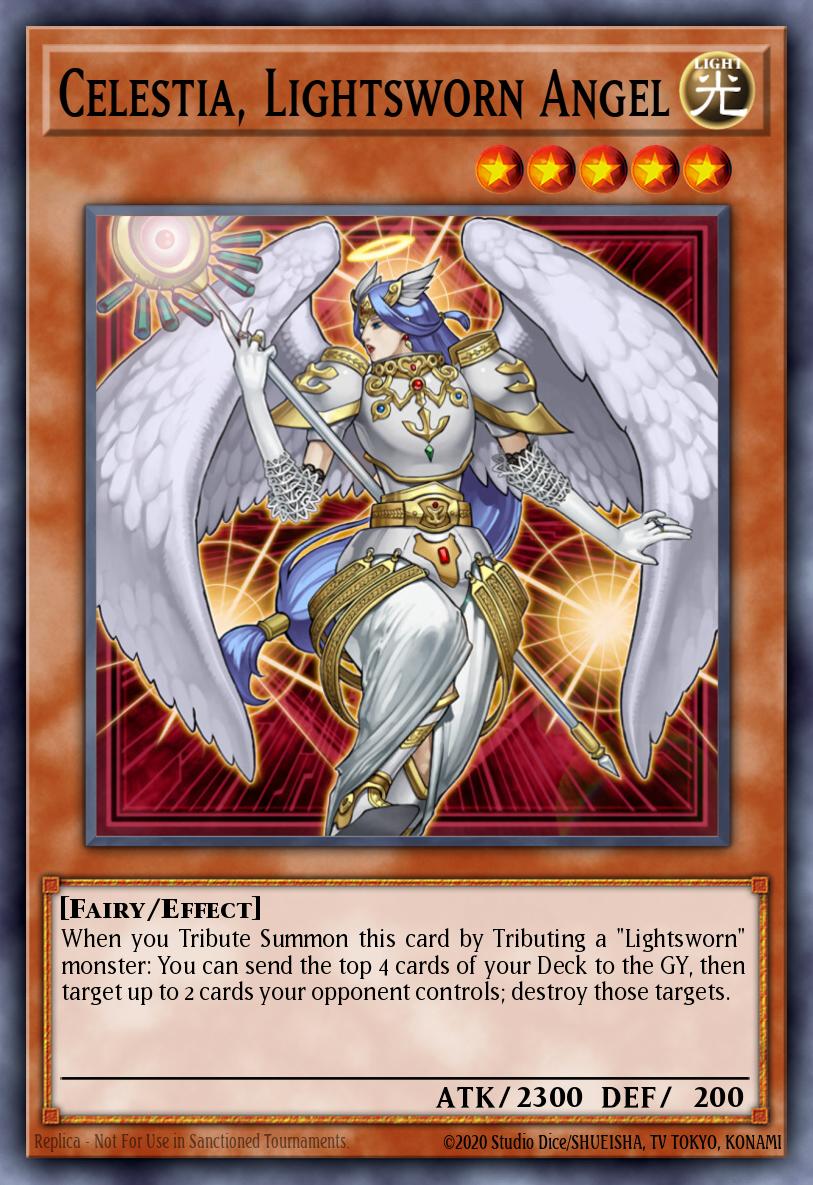 Celestia, Lightsworn Angel
LIGHT
光
[Fairy/Effect]
When you Tribute Summon this card by Tributing a "Lightsworn"
monster: You can send the top 4 cards of your Deck to the GY, then
target up to 2 cards your opponent controls; destroy those targets.
ATK/2300 DEF/ 200
Replica - Not For Use in Sanctioned Tournaments.
©2020 Studio Dice/SHUEISHA, TV TOKYO, KONAMI